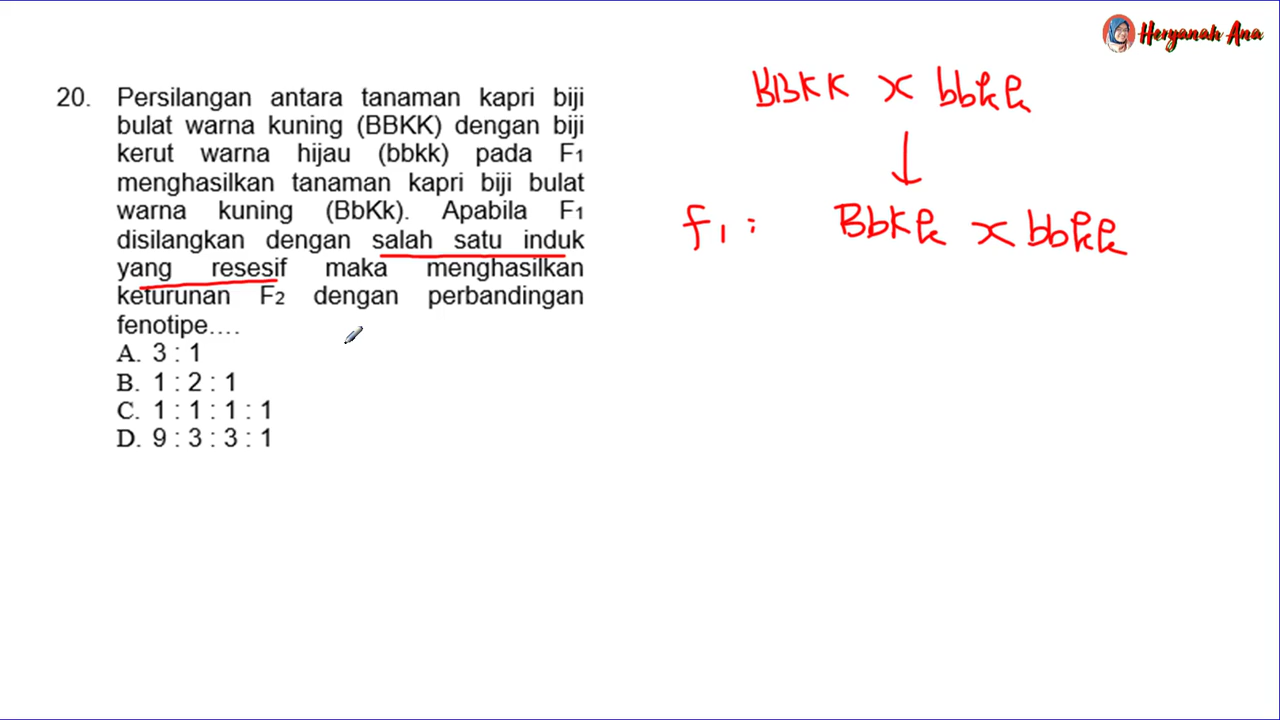 Heryanah Ana
20. Persilangan antara tanaman kapri biji
bulat warna kuning (BBKK) dengan biji
kerut warna hijau (bbkk) pada F1
menghasilkan tanaman kapri biji bulat
warna kuning (BbKk). Apabila F1
disilangkan dengan salah satu induk
yang resesif maka menghasilkan
keturunan F2 dengan perbandingan
fenotipe....
A. 3 : 1
B. 1 : 2 : 1
C. 1 : 1 : 1 : 1
D. 9 : 3 : 3 : 1
BBKK x bbkk
F1 : BbKk x bbkk